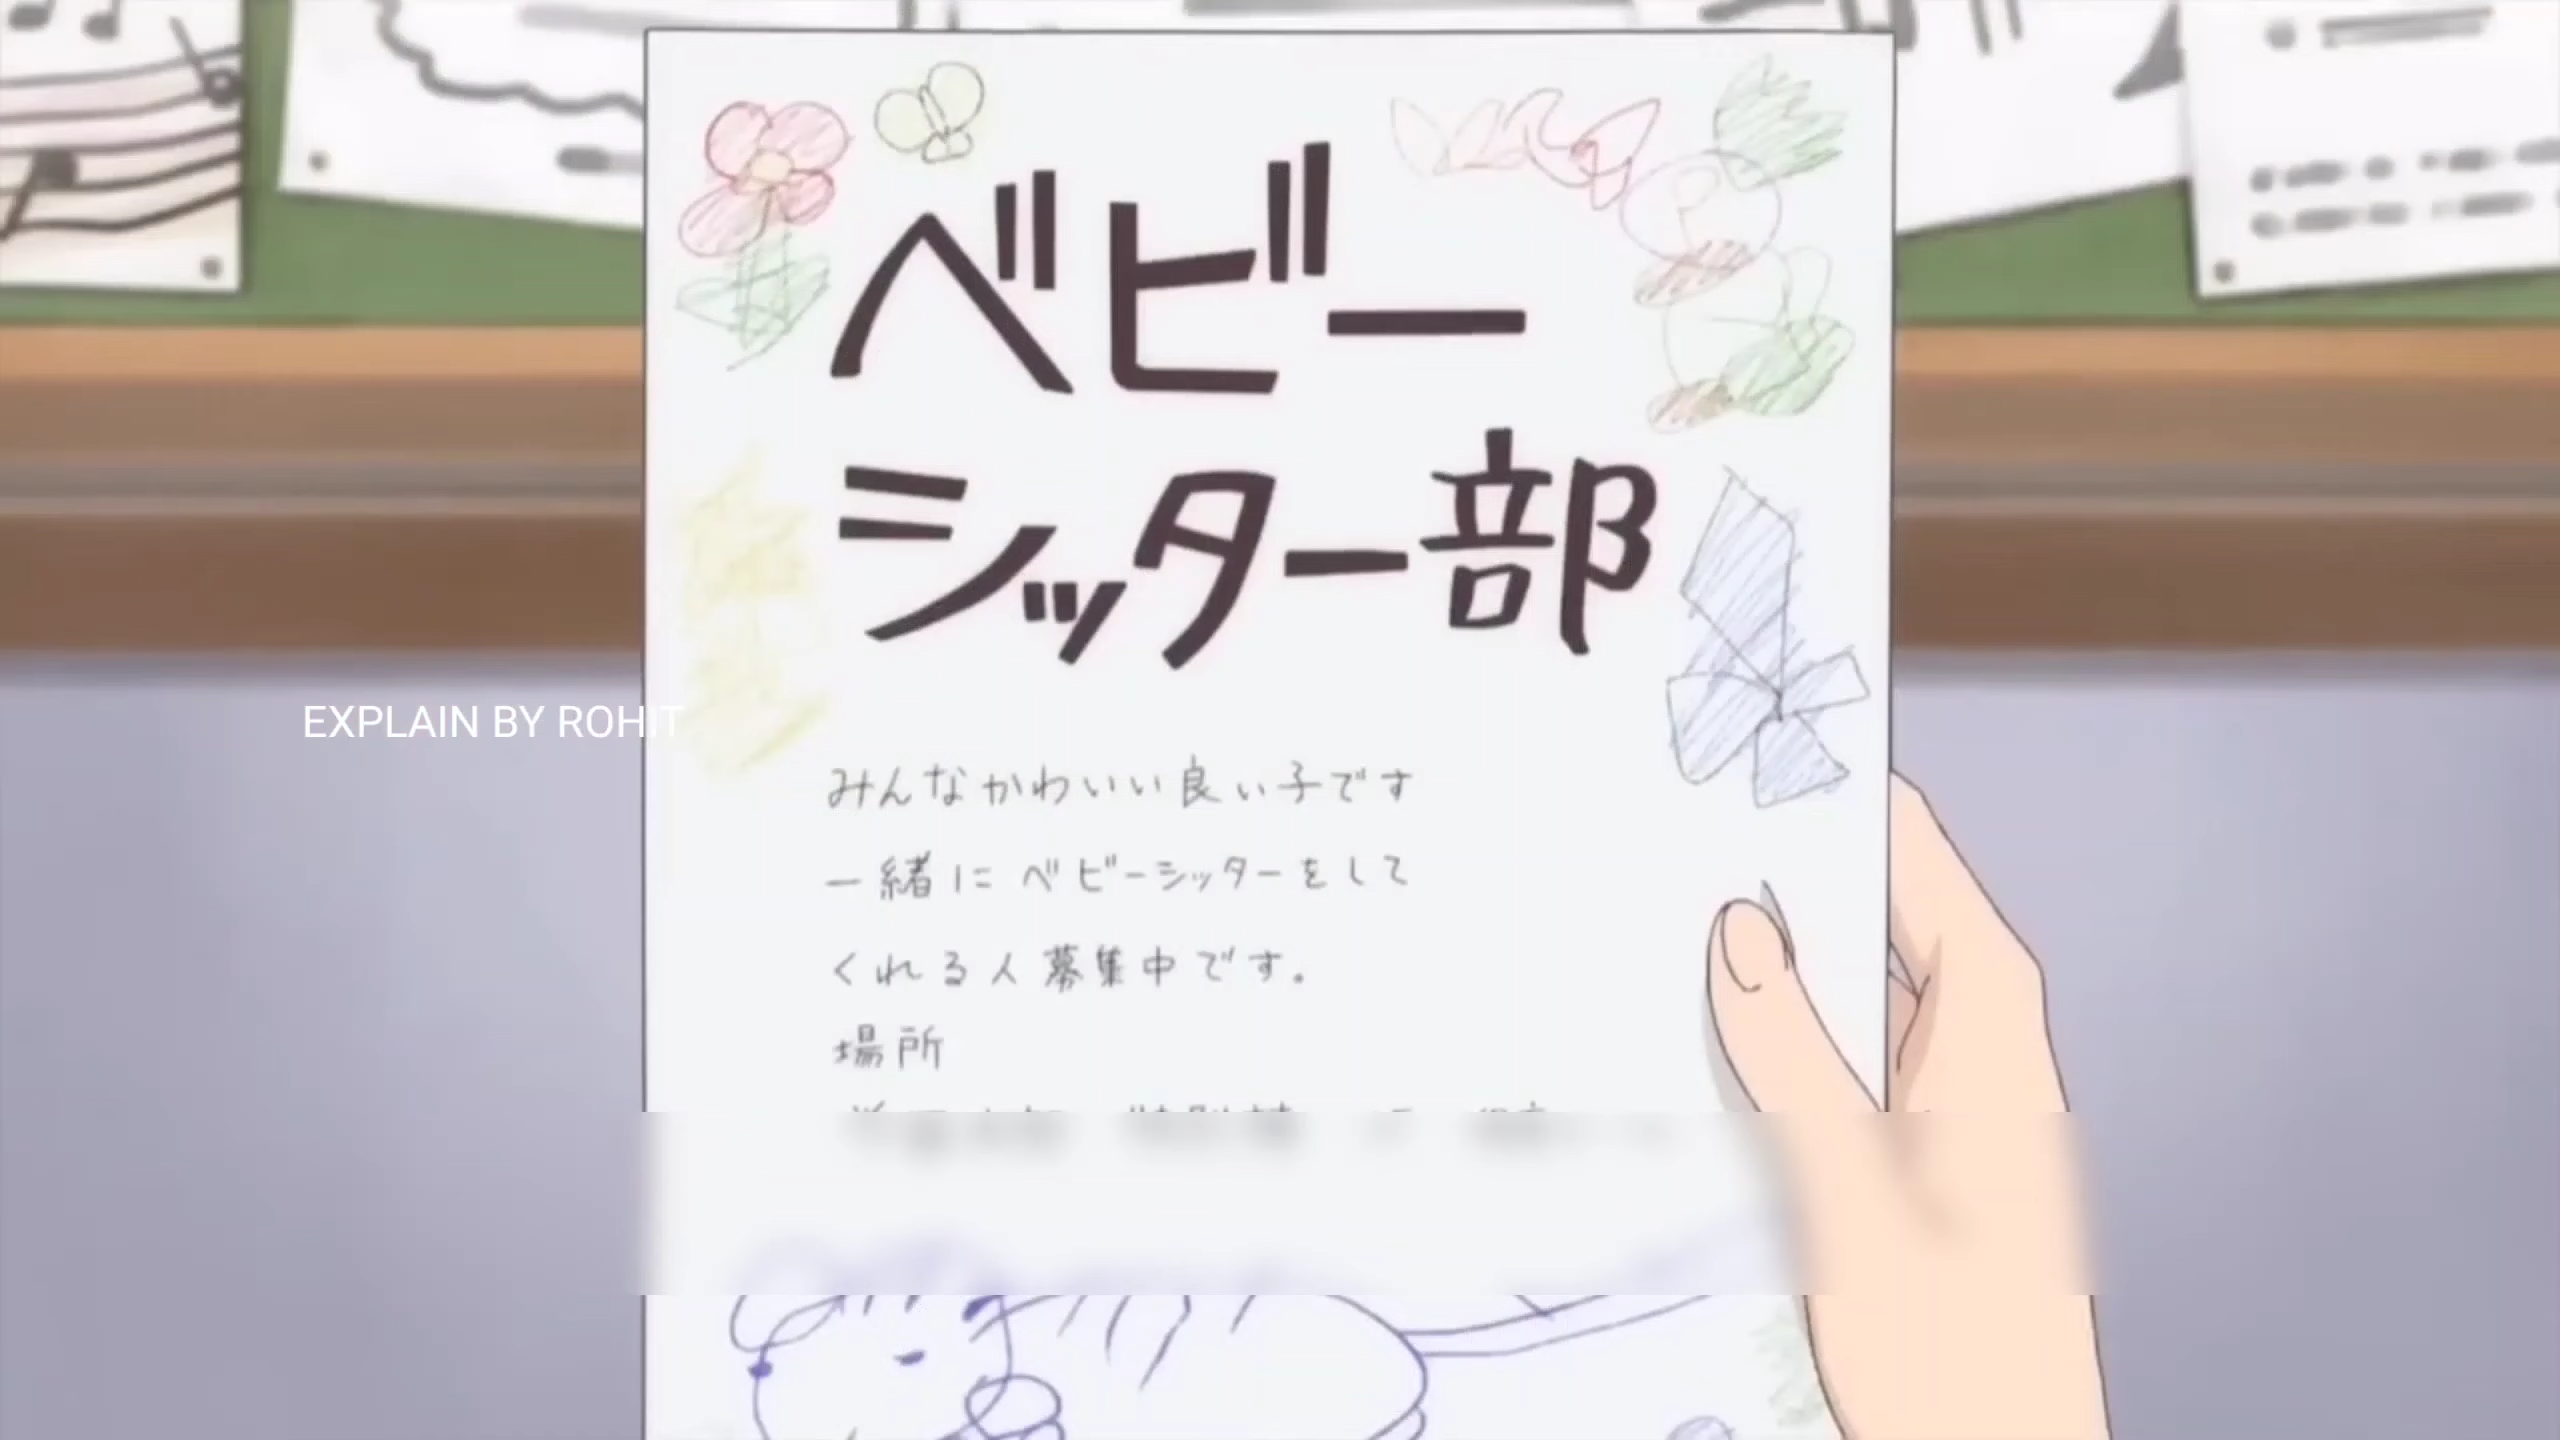 ベビー
シッター部
EXPLAIN BY ROHIT
みんなかわいい良い子です
一緒にベビーシッターをして
くれる人募集中です。
場所